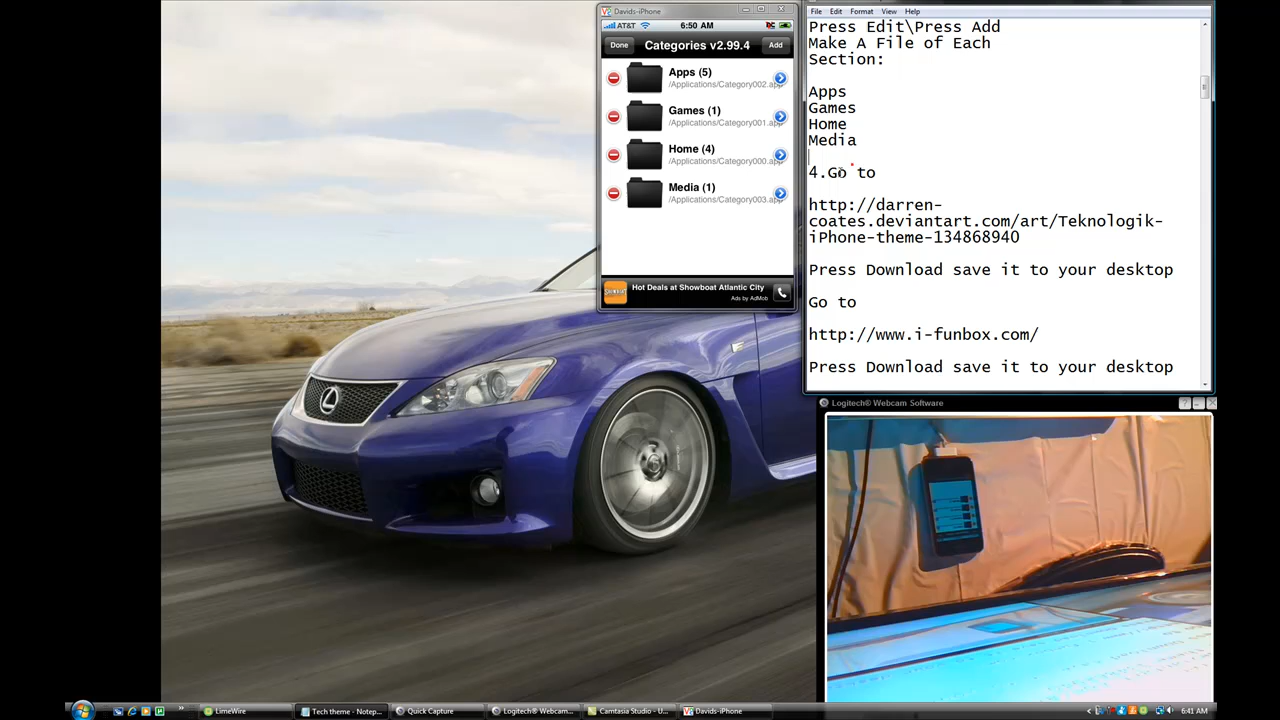 Davids-iPhone
AT&T 6:50 AM
Done Categories v2.99.4 Add
Apps (5)
/Applications/Category002.app
Games (1)
/Applications/Category001.app
Home (4)
/Applications/Category000.app
Media (1)
/Applications/Category003.app
Hot Deals at Showboat Atlantic City
Ads by AdMob
File Edit Format View Help
Press Edit\Press Add
Make A File of Each
Section:
Apps
Games
Home
Media
4.Go to
http://darren-
coates.deviantart.com/art/Teknologik-
iPhone-theme-134868940
Press Download save it to your desktop
Go to
http://www.i-funbox.com/
Press Download save it to your desktop
Logitech® Webcam Software
LimeWire Tech theme - Notep... Quick Capture Logitech® Webcam... Camtasia Studio - U... Davids-iPhone 6:41 AM